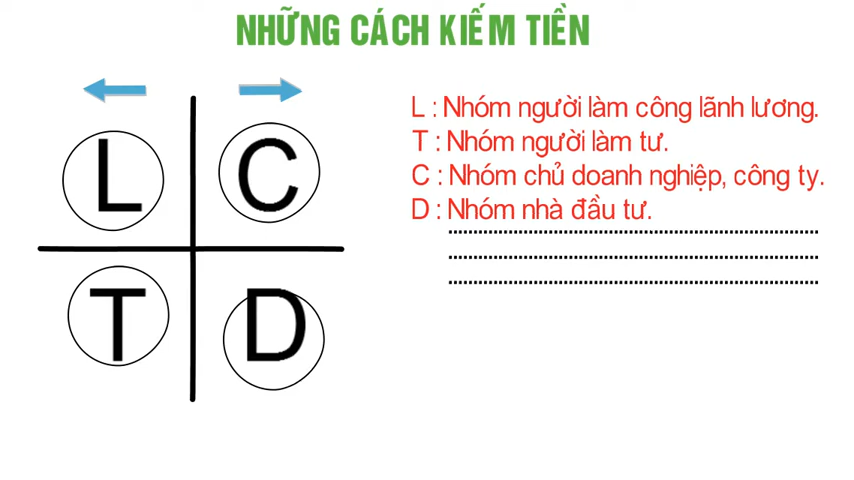 NHỮNG CÁCH KIẾM TIỀN
L
C
T
D
L : Nhóm người làm công lãnh lương.
T : Nhóm người làm tư.
C : Nhóm chủ doanh nghiệp, công ty.
D : Nhóm nhà đầu tư.